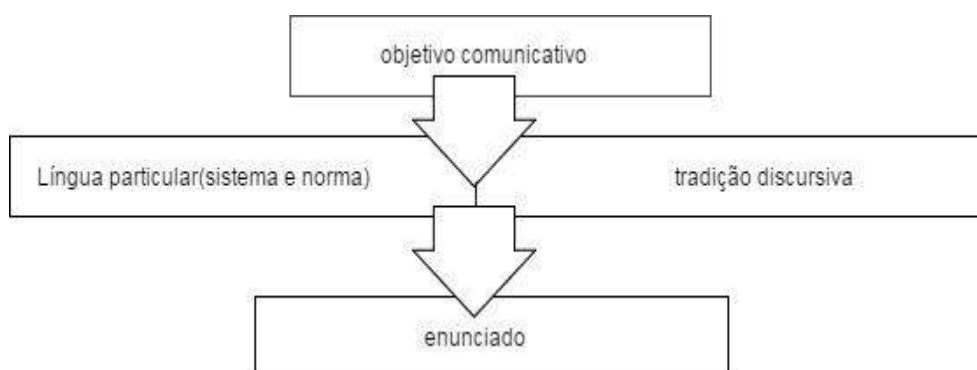 objetivo comunicativo
Língua particular(sistema e norma)
tradição discursiva
enunciado